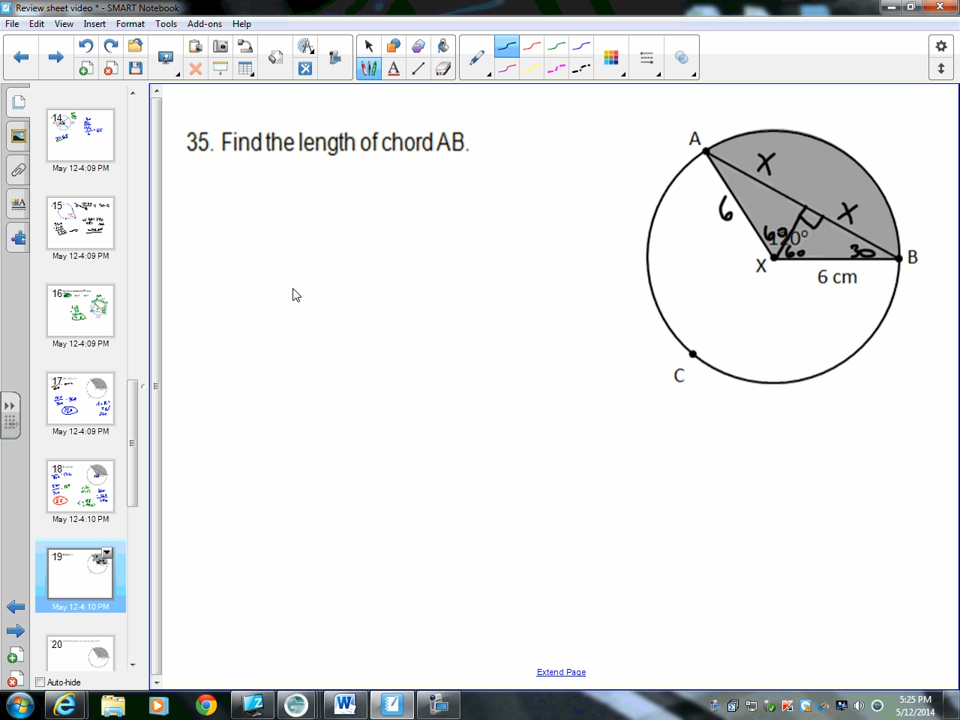 Review sheet video * - SMART Notebook
File Edit View Insert Format Tools Add-ons Help
14
May 12-4:09 PM
15
May 12-4:09 PM
16
May 12-4:09 PM
17
May 12-4:09 PM
18
May 12-4:10 PM
19
May 12-4:10 PM
20
Auto-hide
35. Find the length of chord AB.
A
X
6
X
60
120°
60
30
B
X
6 cm
C
Extend Page
5:25 PM
5/12/2014